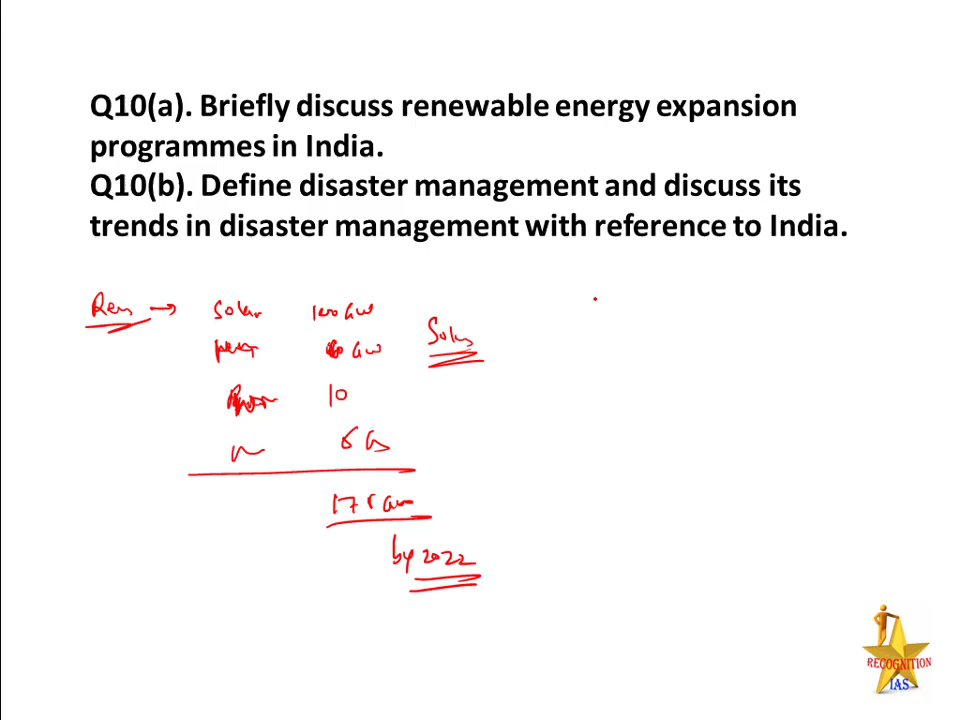 Q10(a). Briefly discuss renewable energy expansion
programmes in India.
Q10(b). Define disaster management and discuss its
trends in disaster management with reference to India.
Ren → Solar 100 GW
GW
Solar
10
by 2022
RECOGNITION
IAS